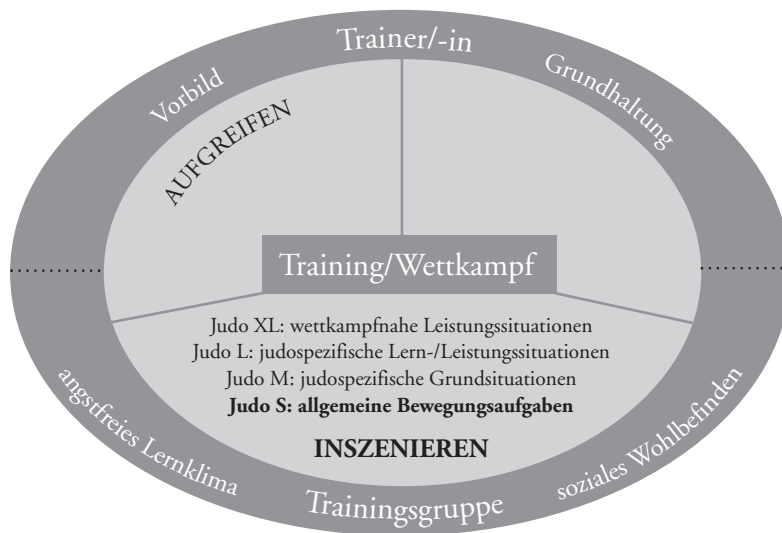 Trainer/-in
Vorbild
Grundhaltung
AUFGREIFEN
Training/Wettkampf
Judo XL: wettkampfnahe Leistungssituationen
Judo L: judospezifische Lern-/Leistungssituationen
Judo M: judospezifische Grundsituationen
Judo S: allgemeine Bewegungsaufgaben
INSZENIEREN
angstfreies Lernklima
soziales Wohlbefinden
Trainingsgruppe